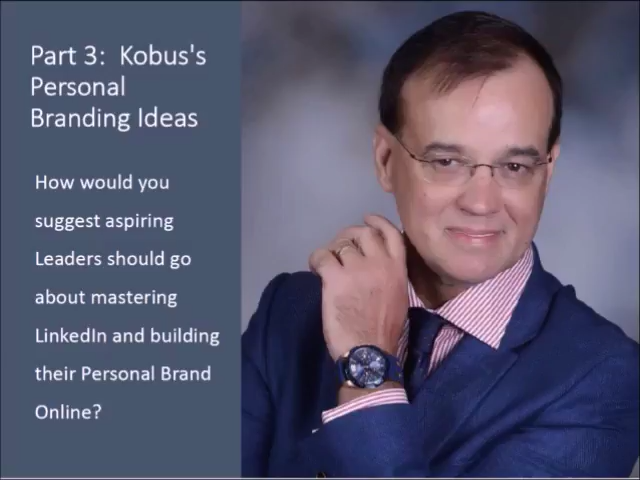 Part 3:  Kobus's
Personal
Branding Ideas
How would you
suggest aspiring
Leaders should go
about mastering
LinkedIn and building
their Personal Brand
Online?